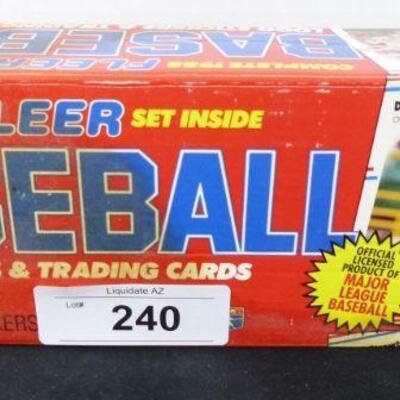 COMPLETE 1988 FLEER
BASEB
LEER SET INSIDE
EBALL
S & TRADING CARDS
OFFICIAL
LICENSED
PRODUCT OF
MAJOR
LEAGUE
BASEBALL
Liquidate AZ
Lot#
240
KERS